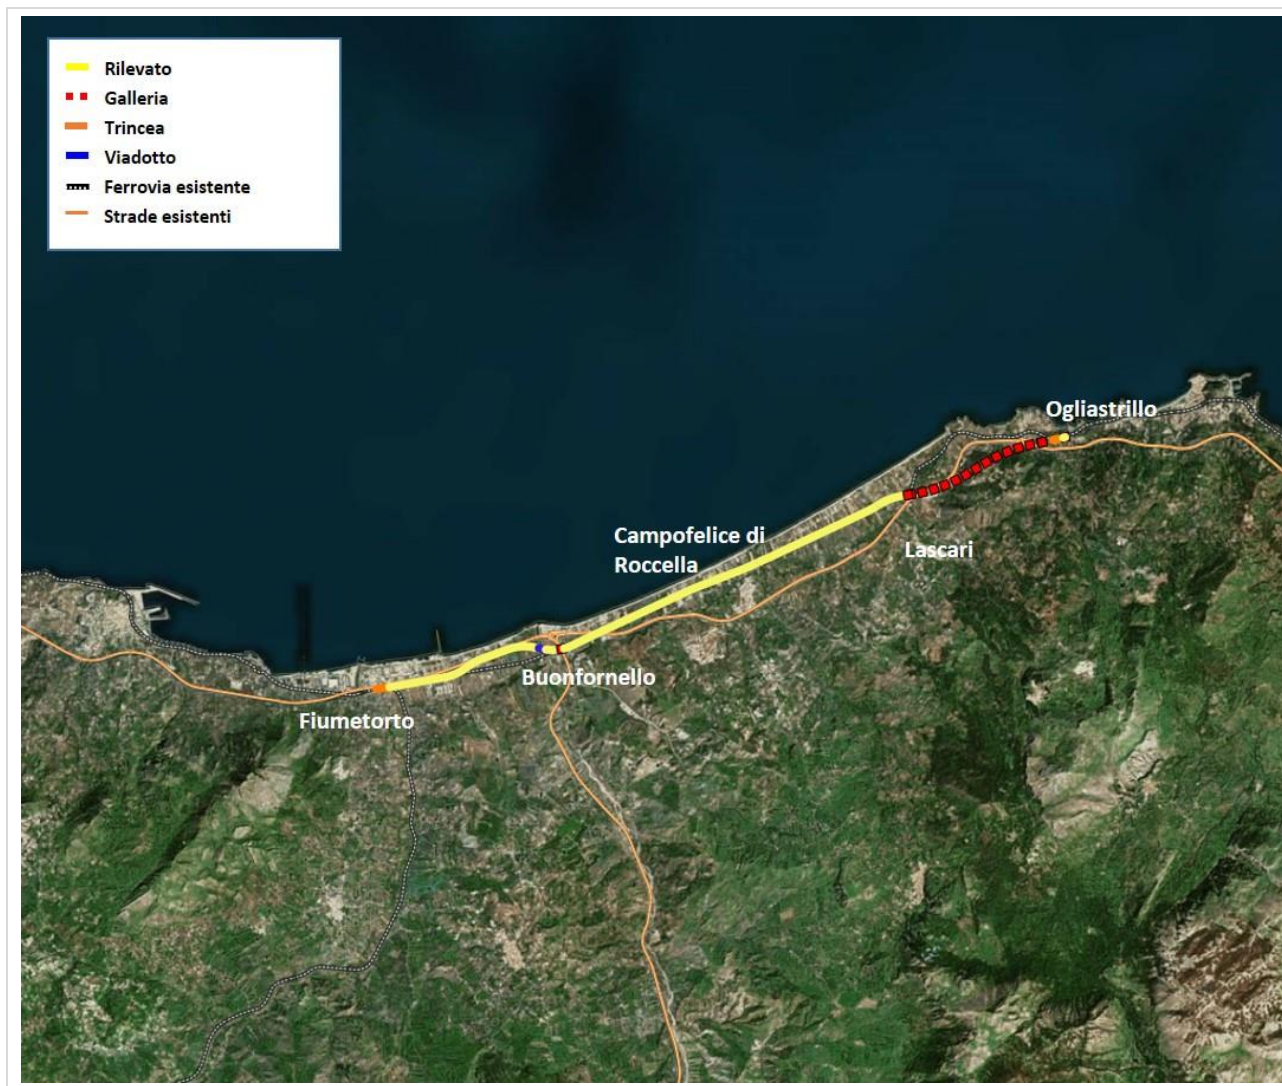 Rilevato
Galleria
Trincea
Viadotto
Ferrovia esistente
Strade esistenti
Ogliastrillo
Campofelice di
Roccella
Lascari
Buonfornello
Fiumetorto